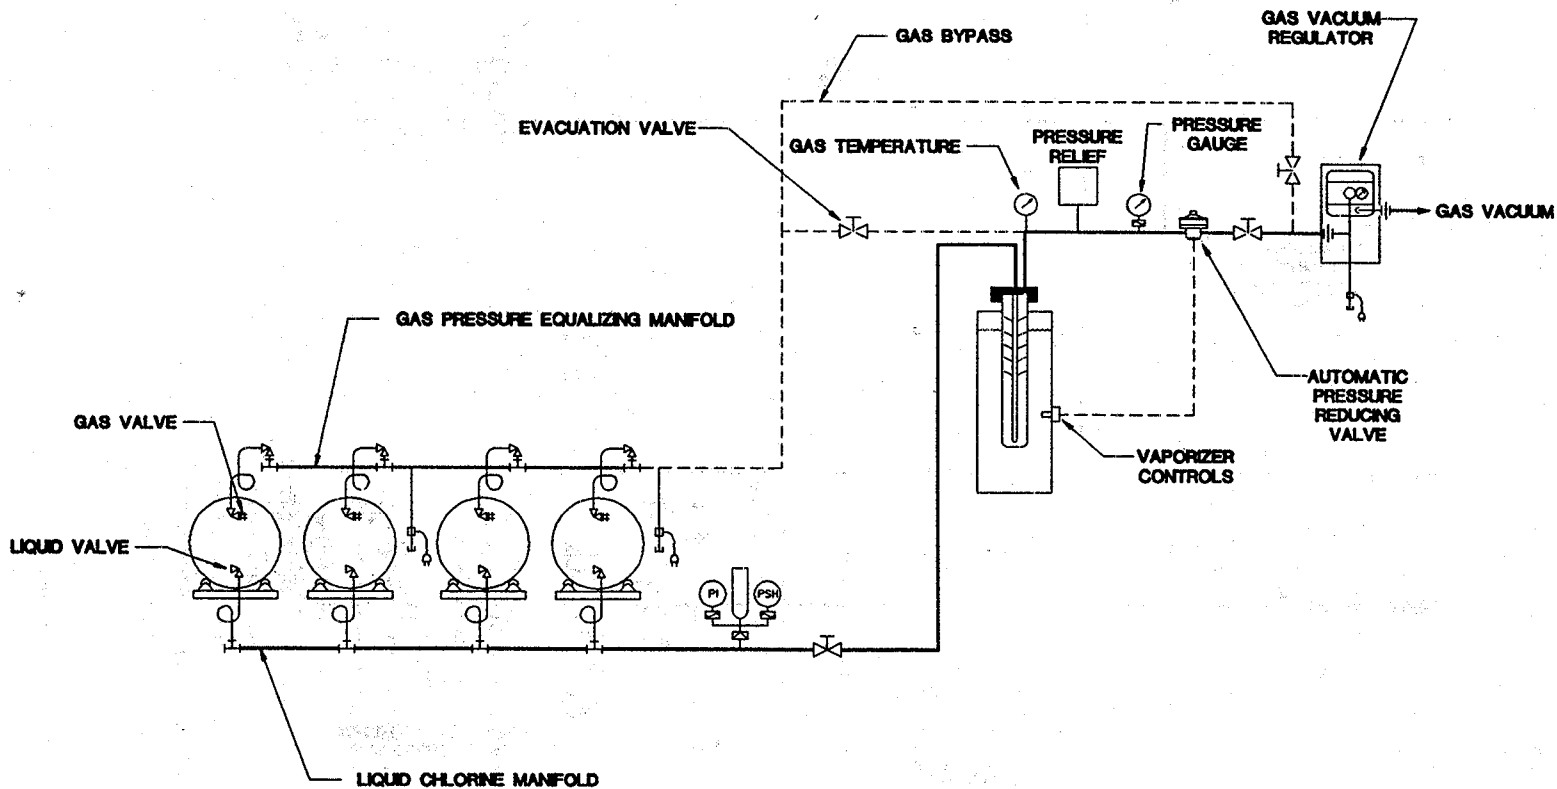 GAS VACUUM
REGULATOR
GAS BYPASS
EVACUATION VALVE
GAS TEMPERATURE
PRESSURE
RELIEF
PRESSURE
GAUGE
GAS VACUUM
GAS PRESSURE EQUALIZING MANIFOLD
AUTOMATIC
PRESSURE
REDUCING
VALVE
GAS VALVE
VAPORIZER
CONTROLS
LIQUID VALVE
PI
PSH
LIQUID CHLORINE MANIFOLD